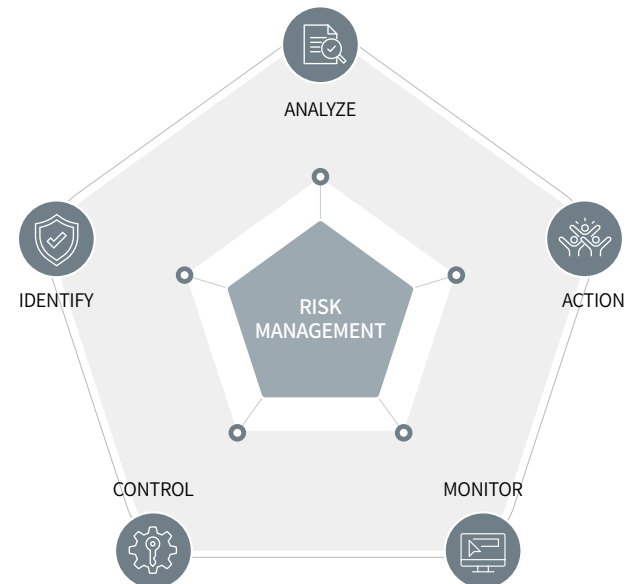 ANALYZE
IDENTIFY
ACTION
RISK
MANAGEMENT
CONTROL
MONITOR